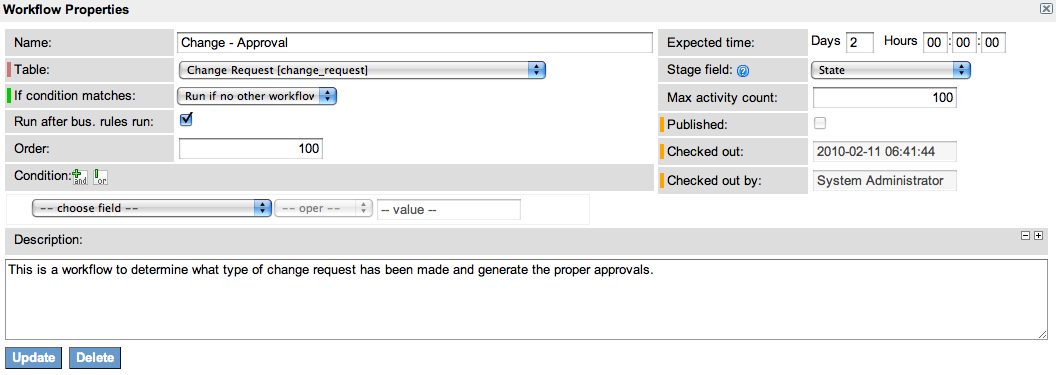 Workflow Properties
Name: Change - Approval
Expected time: Days 2 Hours 00 : 00 : 00
Table: Change Request [change_request]
Stage field: State
If condition matches: Run if no other workflov
Max activity count: 100
Run after bus. rules run:
Published:
Order: 100
Checked out: 2010-02-11 06:41:44
Condition: and or
Checked out by: System Administrator
-- choose field -- -- oper -- -- value --
Description:
This is a workflow to determine what type of change request has been made and generate the proper approvals.
Update Delete